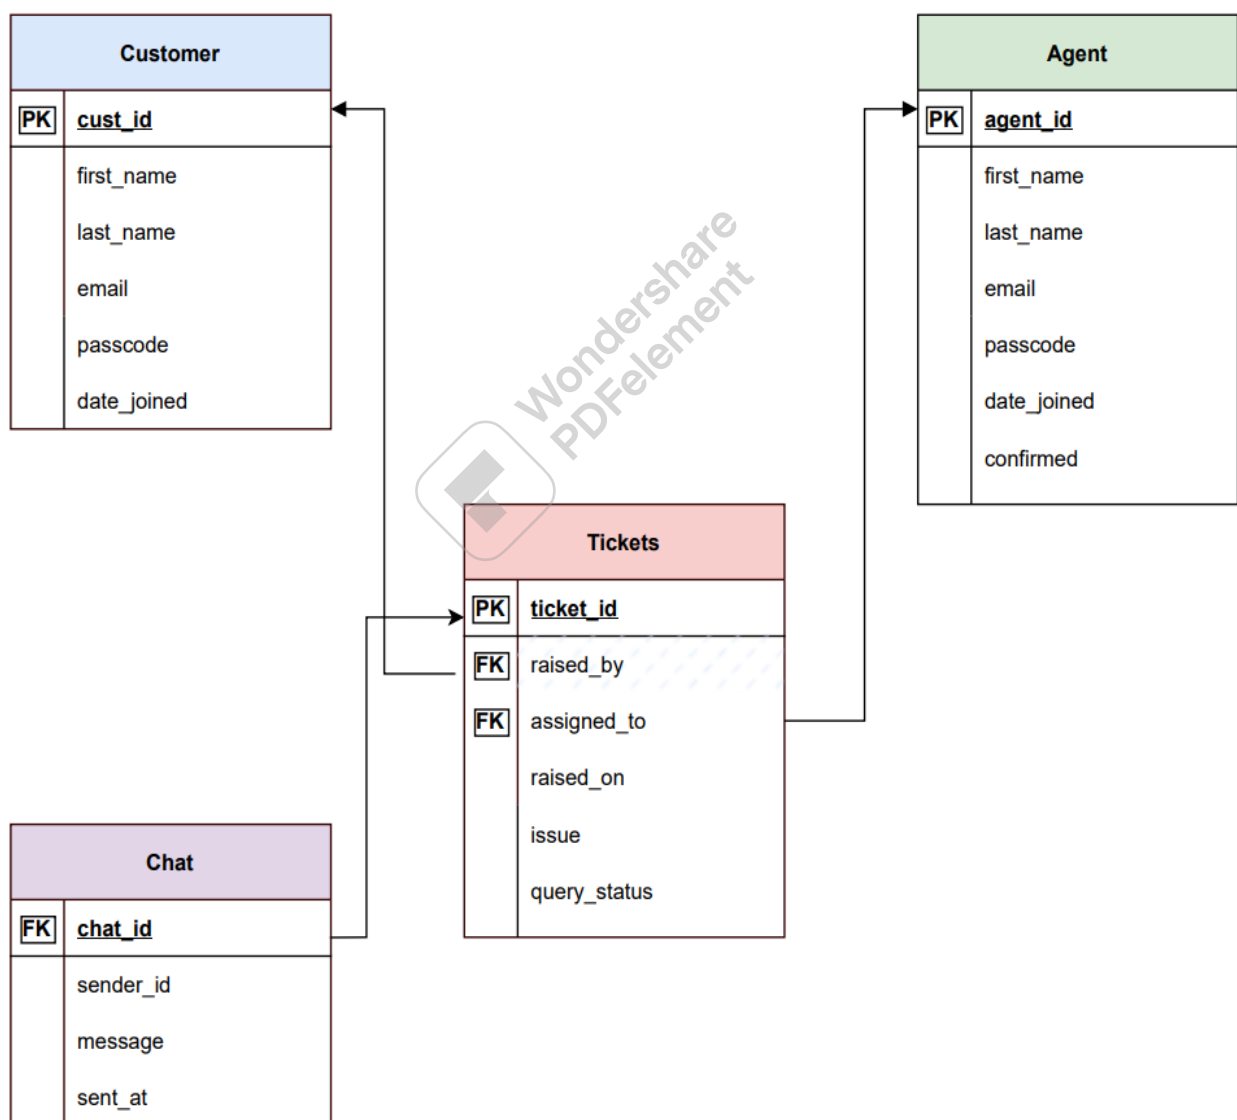 Customer
PK cust_id
first_name
last_name
email
passcode
date_joined
Agent
PK agent_id
first_name
last_name
email
passcode
date_joined
confirmed
Wondershare
PDFelement
Tickets
PK ticket_id
FK raised_by
FK assigned_to
raised_on
issue
query_status
Chat
FK chat_id
sender_id
message
sent_at